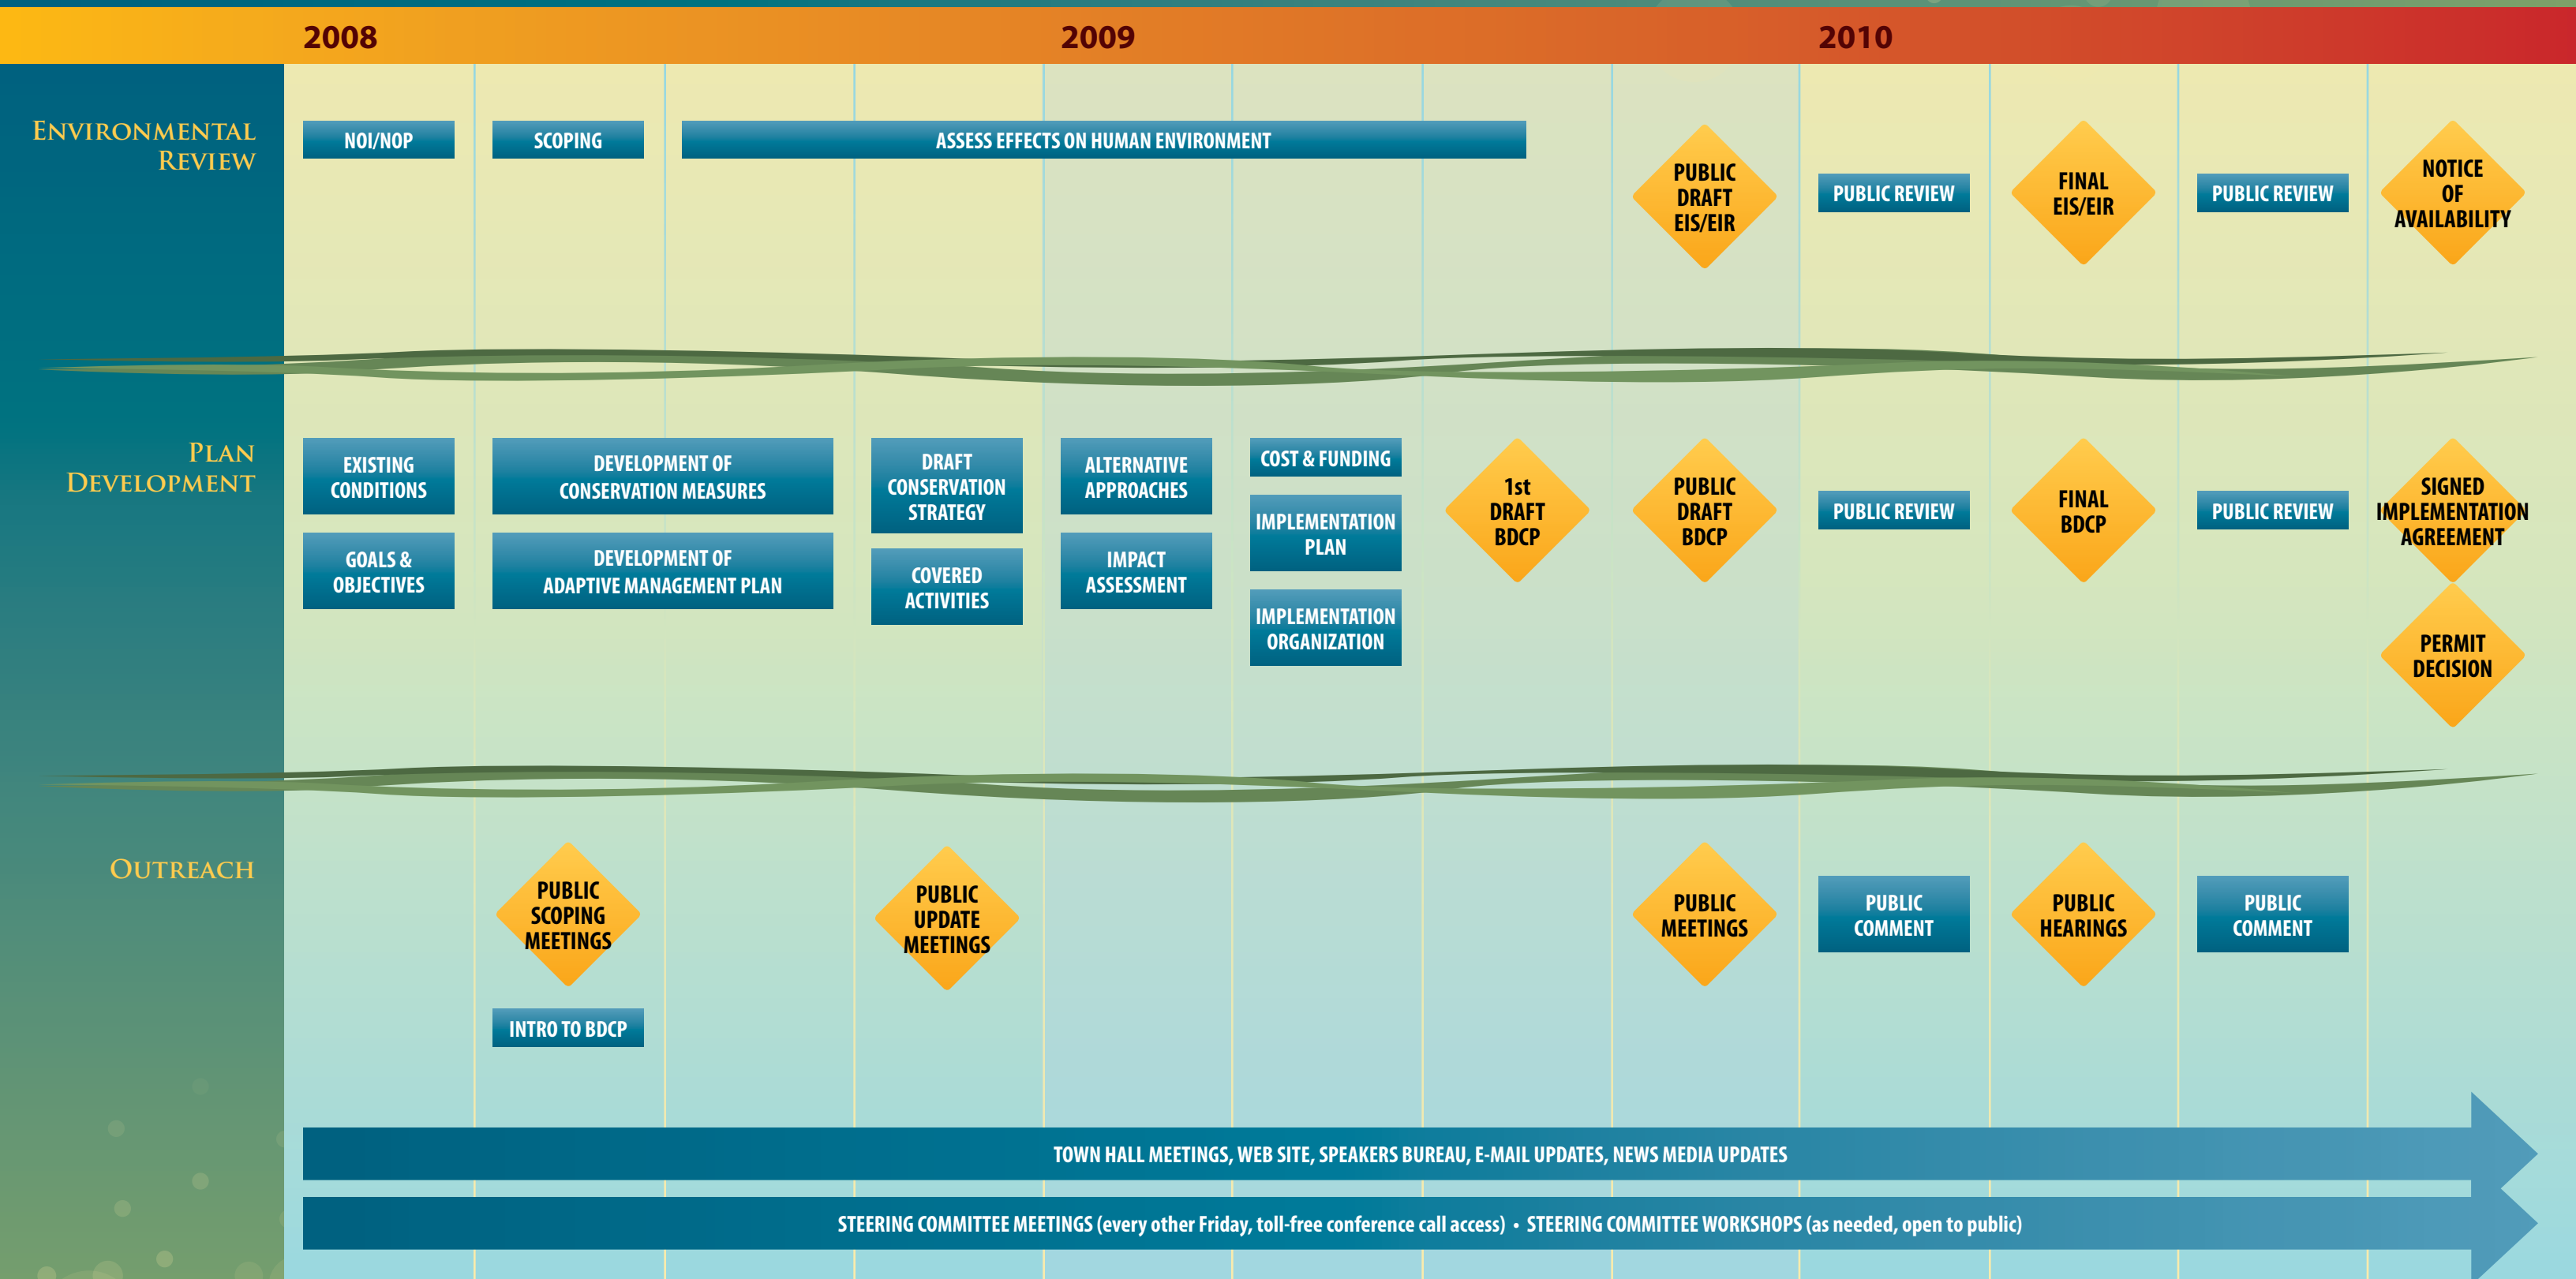 2008
2009
2010
ENVIRONMENTAL
REVIEW
NOI/NOP
SCOPING
ASSESS EFFECTS ON HUMAN ENVIRONMENT
PUBLIC
DRAFT
EIS/EIR
PUBLIC REVIEW
FINAL
EIS/EIR
PUBLIC REVIEW
NOTICE
OF
AVAILABILITY
PLAN
DEVELOPMENT
EXISTING
CONDITIONS
GOALS &
OBJECTIVES
DEVELOPMENT OF
CONSERVATION MEASURES
DEVELOPMENT OF
ADAPTIVE MANAGEMENT PLAN
DRAFT
CONSERVATION
STRATEGY
COVERED
ACTIVITIES
ALTERNATIVE
APPROACHES
IMPACT
ASSESSMENT
COST & FUNDING
IMPLEMENTATION
PLAN
IMPLEMENTATION
ORGANIZATION
1st
DRAFT
BDCP
PUBLIC
DRAFT
BDCP
PUBLIC REVIEW
FINAL
BDCP
PUBLIC REVIEW
SIGNED
IMPLEMENTATION
AGREEMENT
PERMIT
DECISION
OUTREACH
PUBLIC
SCOPING
MEETINGS
INTRO TO BDCP
PUBLIC
UPDATE
MEETINGS
PUBLIC
MEETINGS
PUBLIC
COMMENT
PUBLIC
HEARINGS
PUBLIC
COMMENT
TOWN HALL MEETINGS, WEB SITE, SPEAKERS BUREAU, E-MAIL UPDATES, NEWS MEDIA UPDATES
STEERING COMMITTEE MEETINGS (every other Friday, toll-free conference call access) • STEERING COMMITTEE WORKSHOPS (as needed, open to public)